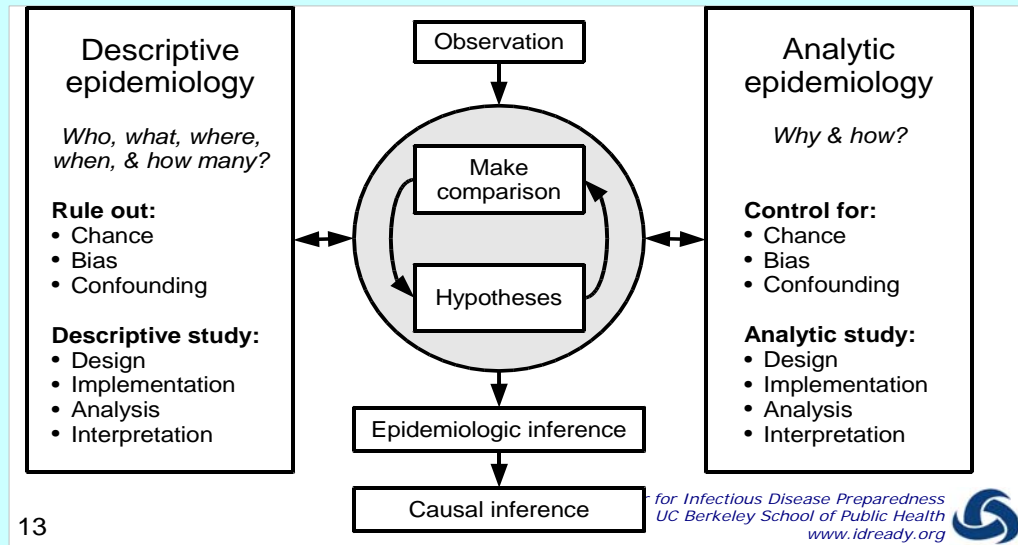 Descriptive
epidemiology
Who, what, where,
when, & how many?
Rule out:
• Chance
• Bias
• Confounding
Descriptive study:
• Design
• Implementation
• Analysis
• Interpretation
Observation
Make
comparison
Hypotheses
Epidemiologic inference
Causal inference
Analytic
epidemiology
Why & how?
Control for:
• Chance
• Bias
• Confounding
Analytic study:
• Design
• Implementation
• Analysis
• Interpretation
for Infectious Disease Preparedness
UC Berkeley School of Public Health
www.idready.org
13